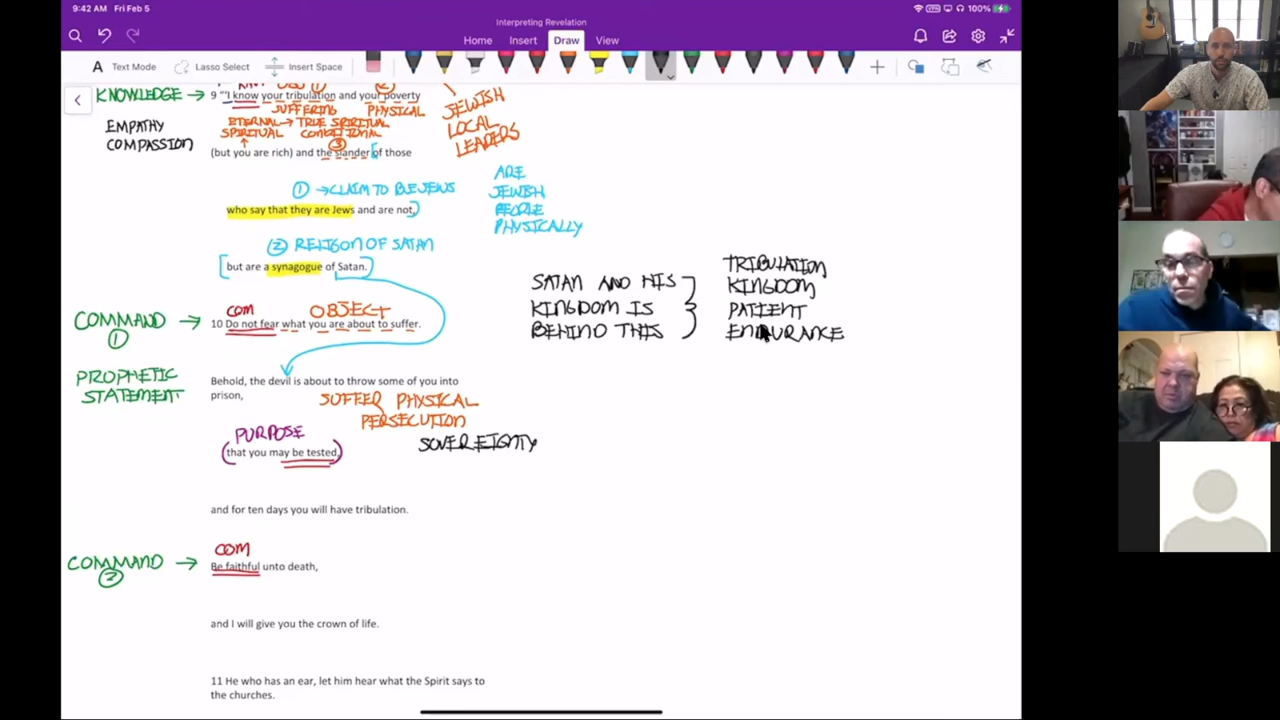 9:42 AM Fri Feb 5
VPN 100%
Interpreting Revelation
Home Insert Draw View
A Text Mode Lasso Select Insert Space
KNOWLEDGE →
9 “‘I know your tribulation and your poverty
SUFFERING PHYSICAL
EMPATHY
COMPASSION
ETERNAL → TRUE SPIRITUAL
SPIRITUAL
③
JEWISH
LOCAL
LEADERS
(but you are rich) and the slander of those
① → CLAIM TO BE JEWS
who say that they are Jews and are not,
ARE
JEWISH
PEOPLE
PHYSICALLY
② RELIGION OF SATAN
but are a synagogue of Satan.
SATAN AND HIS
KINGDOM IS
BEHIND THIS
TRIBULATION
KINGDOM
PATIENT
ENDURANCE
COMMAND →
①
COM OBJECT
10 Do not fear what you are about to suffer.
PROPHETIC
STATEMENT
Behold, the devil is about to throw some of you into
prison,
SUFFER PHYSICAL
PERSECUTION
PURPOSE
(that you may be tested,)
SOVEREIGNTY
and for ten days you will have tribulation.
COMMAND →
②
COM
Be faithful unto death,
and I will give you the crown of life.
11 He who has an ear, let him hear what the Spirit says to
the churches.